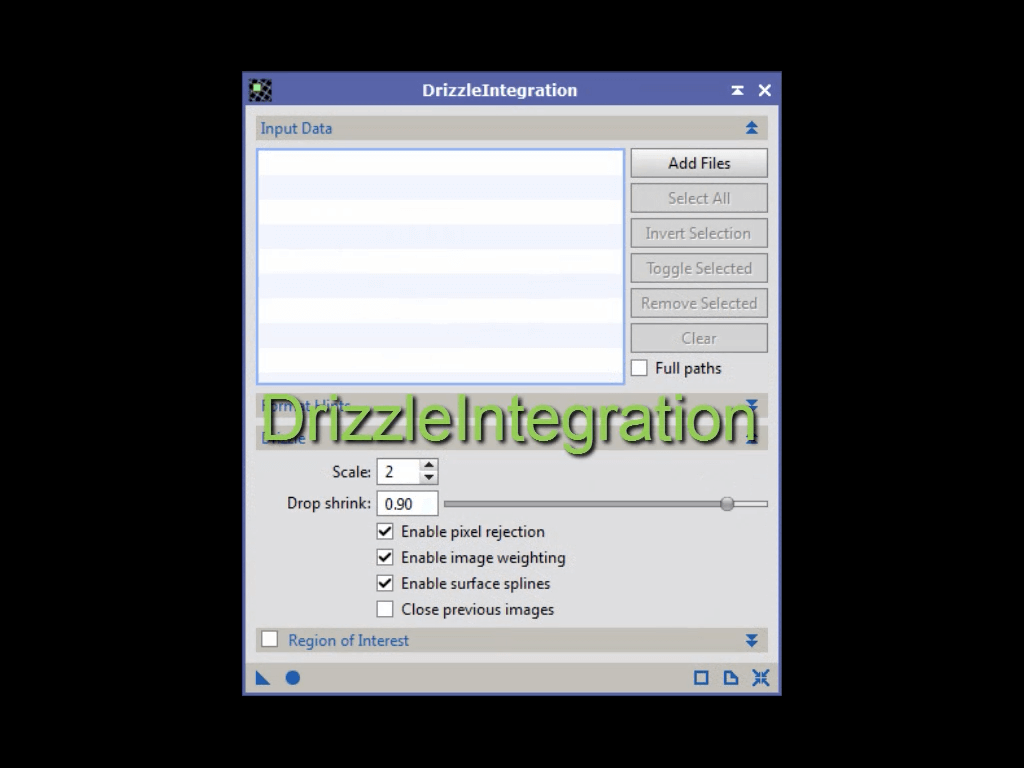 DrizzleIntegration
Input Data
Add Files
Select All
Invert Selection
Toggle Selected
Remove Selected
Clear
Full paths
Format Hints
DrizzleIntegration
Drizzle
Scale: 2
Drop shrink: 0.90
Enable pixel rejection
Enable image weighting
Enable surface splines
Close previous images
Region of Interest